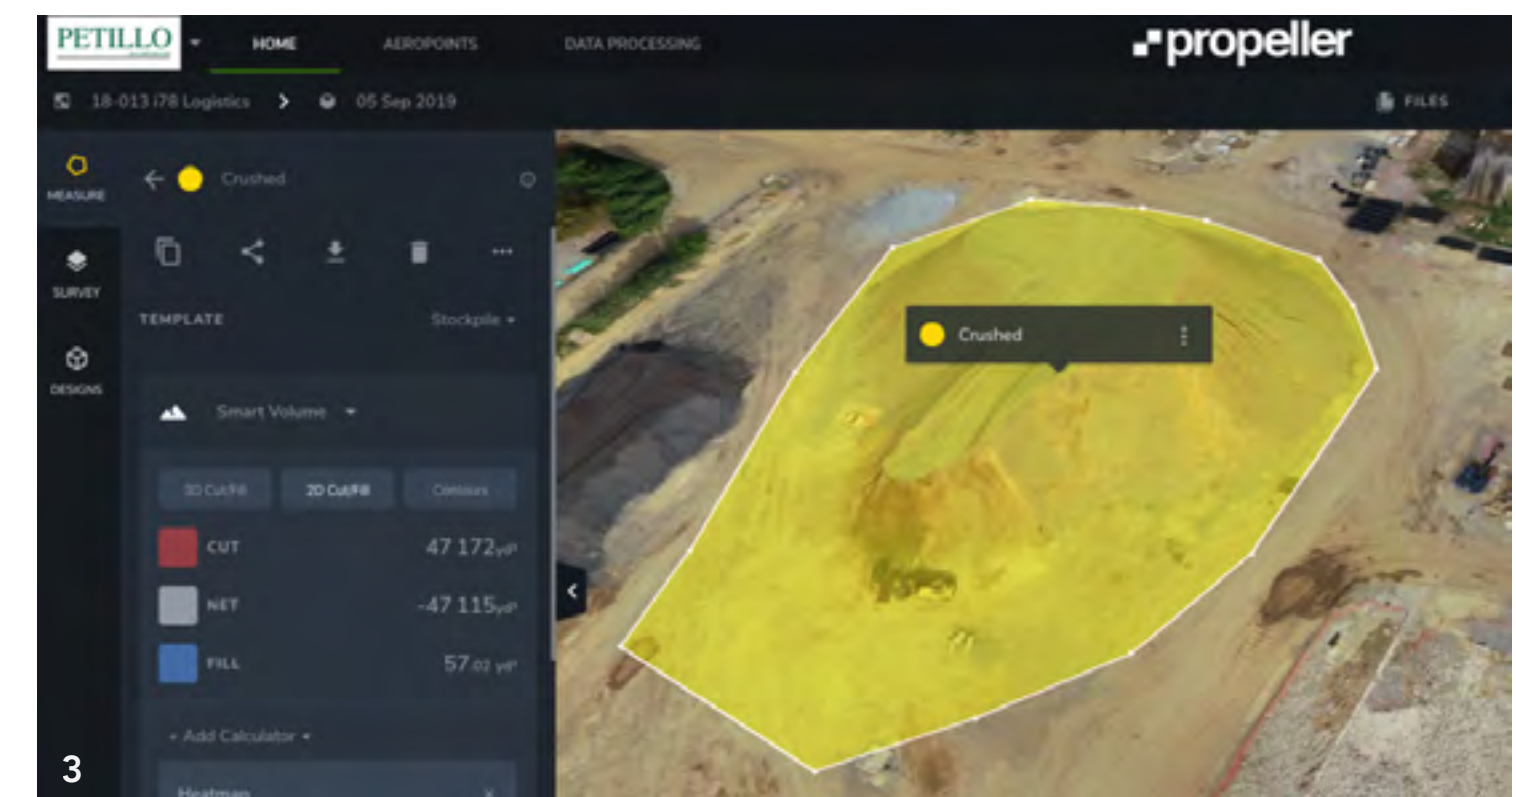 PETILLO
HOME
AEROPOINTS
DATA PROCESSING
propeller
18-013 i78 Logistics
05 Sep 2019
FILES
MEASURE
Crushed
SURVEY
TEMPLATE
Stockpile
DESIGNS
Crushed
Smart Volume
3D Cut/Fill
2D Cut/Fill
Contours
CUT
47 172yd³
NET
-47 115yd³
FILL
57.02 yd³
+ Add Calculator
Heatmap
3